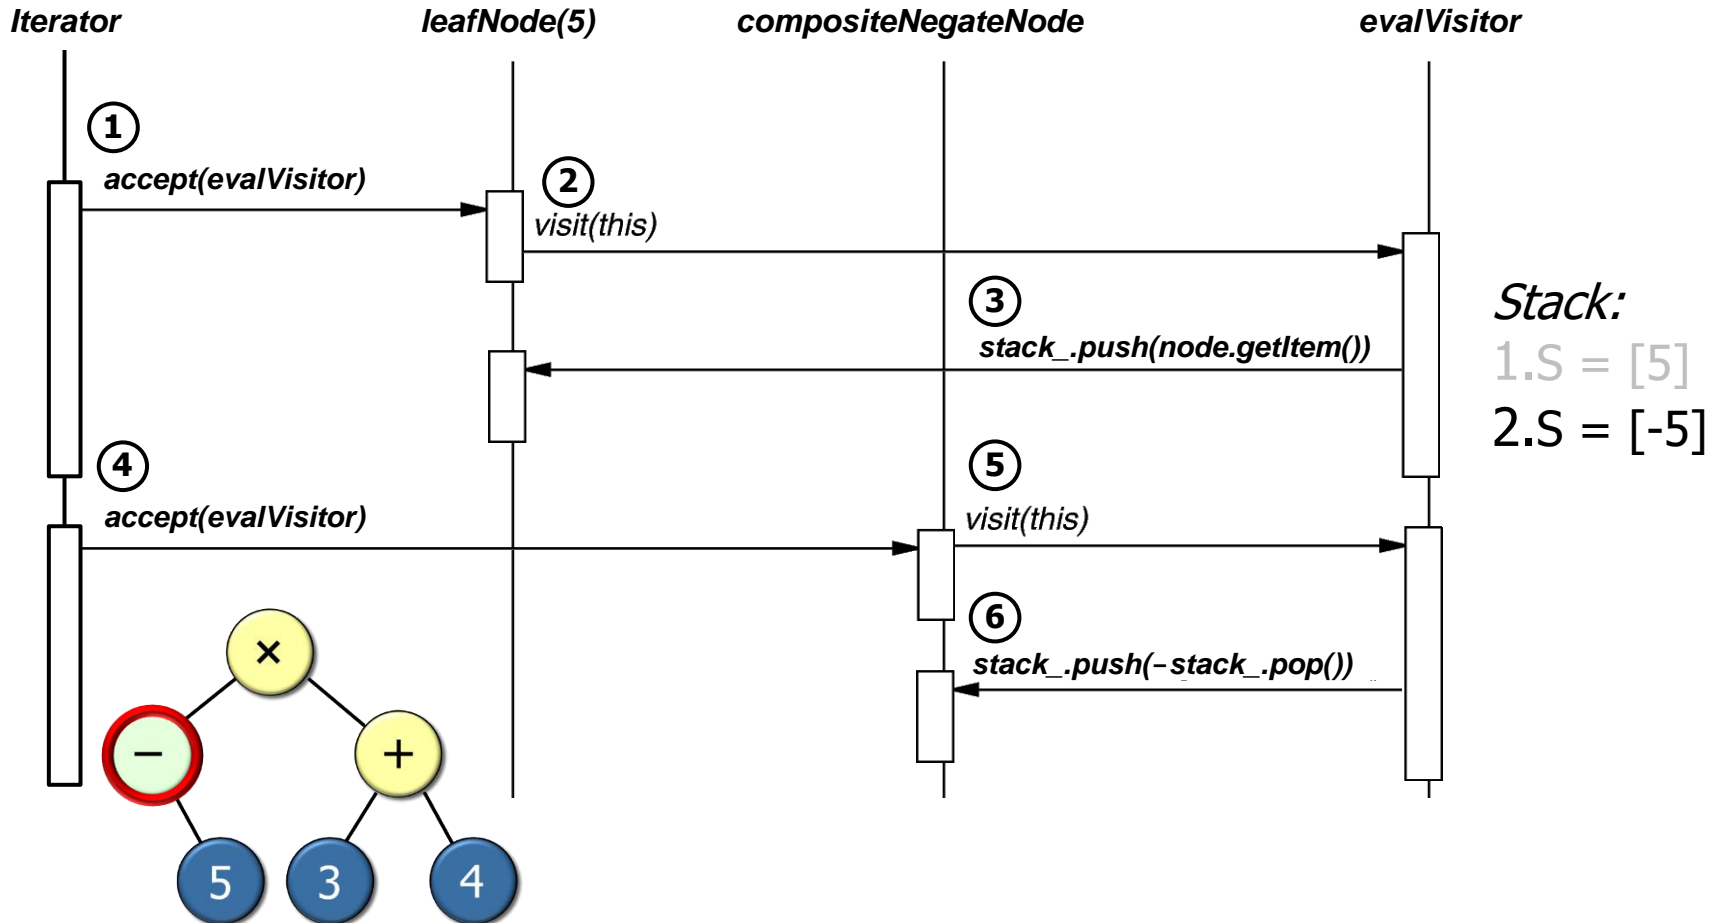 Iterator leafNode(5) compositeNegateNode evalVisitor
1
accept(evalVisitor)
2
visit(this)
3
stack_.push(node.getItem())
Stack:
1.S = [5]
2.S = [-5]
4
accept(evalVisitor)
5
visit(this)
6
stack_.push(-stack_.pop())
×
− +
5 3 4